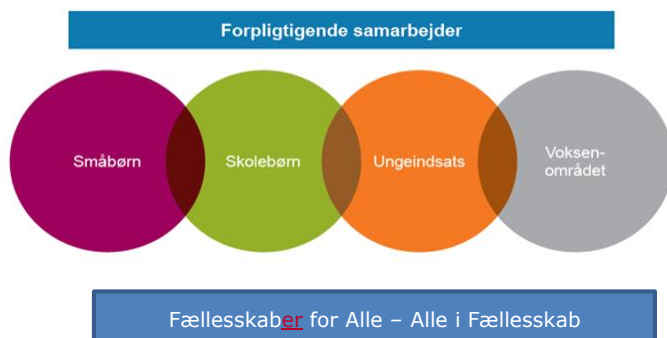 Forpligtigende samarbejder
Småbørn
Skolebørn
Ungeindsats
Voksen-
området
Fællesskaber for Alle – Alle i Fællesskab